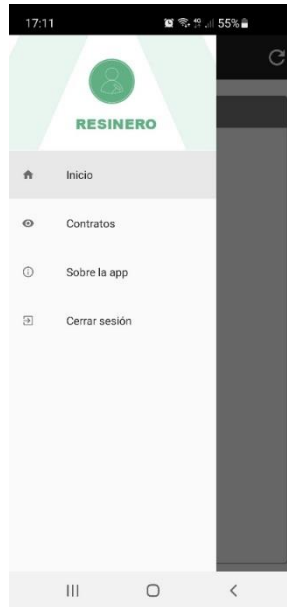 17:11
55%
RESINERO
Inicio
Contratos
Sobre la app
Cerrar sesión